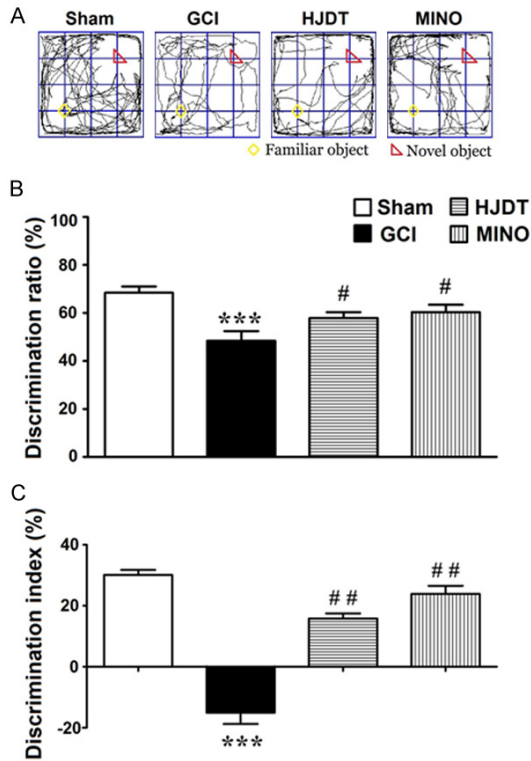 A
Sham GCI HJDT MINO
Familiar object Novel object
B
Discrimination ratio (%)
100
80
60
40
20
0
Sham HJDT
GCI MINO
***
#
#
C
Discrimination index (%)
40
20
0
-20
***
# #
# #